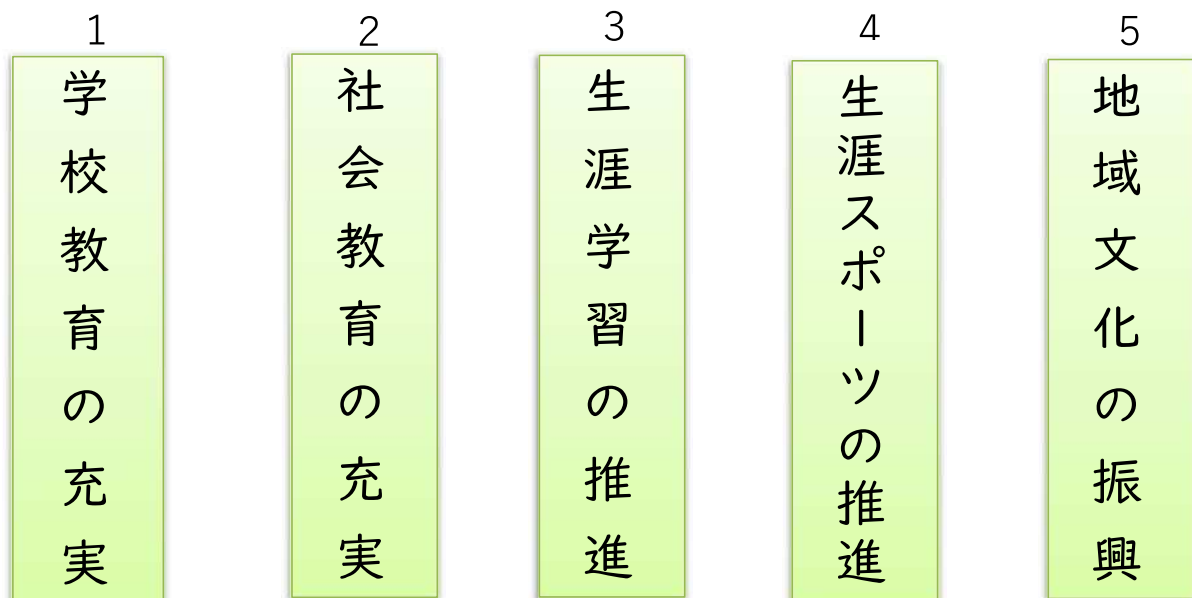 1
学校教育の充実
2
社会教育の充実
3
生涯学習の推進
4
生涯スポーツの推進
5
地域文化の振興